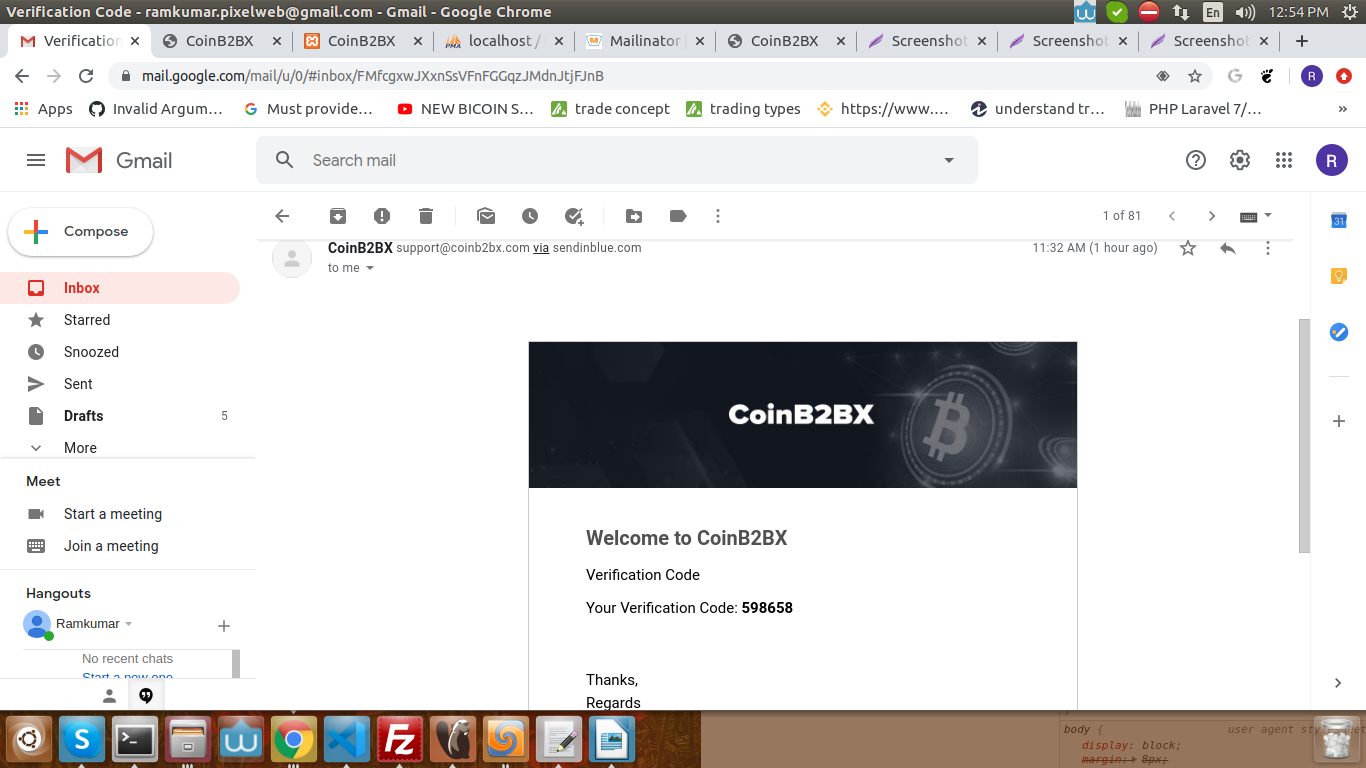 Verification Code - ramkumar.pixelweb@gmail.com - Gmail - Google Chrome
En
12:54 PM
Verification
CoinB2BX
CoinB2BX
localhost /
Mailinator
CoinB2BX
Screenshot
Screenshot
Screenshot
mail.google.com/mail/u/0/#inbox/FMfcgxwJXxnSsVFnFGGqzJMdnJtjFJnB
R
Apps
Invalid Argum…
Must provide…
NEW BICOIN S…
trade concept
trading types
https://www.…
understand tr…
PHP Laravel 7/…
»
Gmail
Search mail
R
Compose
1 of 81
31
CoinB2BX support@coinb2bx.com via sendinblue.com
11:32 AM (1 hour ago)
to me
Inbox
Starred
Snoozed
Sent
Drafts
5
More
CoinB2BX
Meet
Start a meeting
Join a meeting
Welcome to CoinB2BX
Verification Code
Your Verification Code: 598658
Hangouts
Ramkumar
No recent chats
Start a new one
Thanks,
Regards
body {
user agent stylesheet
display: block;
margin: 8px;